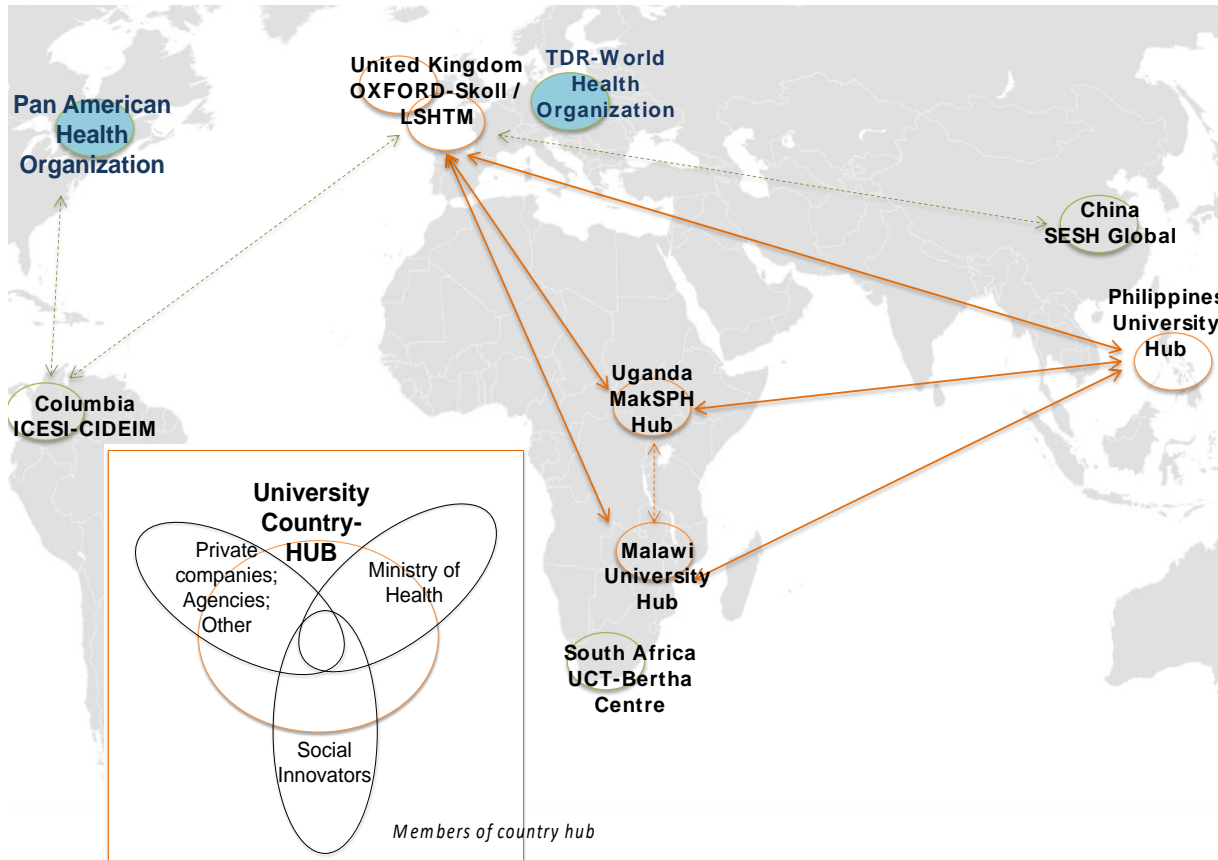 United Kingdom
OXFORD-Skoll /
LSHTM
TDR-World
Health
Organization
Pan American
Health
Organization
China
SESH Global
Philippines
University
Hub
Uganda
MakSPH
Hub
Columbia
ICESI-CIDEIM
Malawi
University
Hub
South Africa
UCT-Bertha
Centre
University
Country-
HUB
Private
companies;
Agencies;
Other
Ministry of
Health
Social
Innovators
Members of country hub